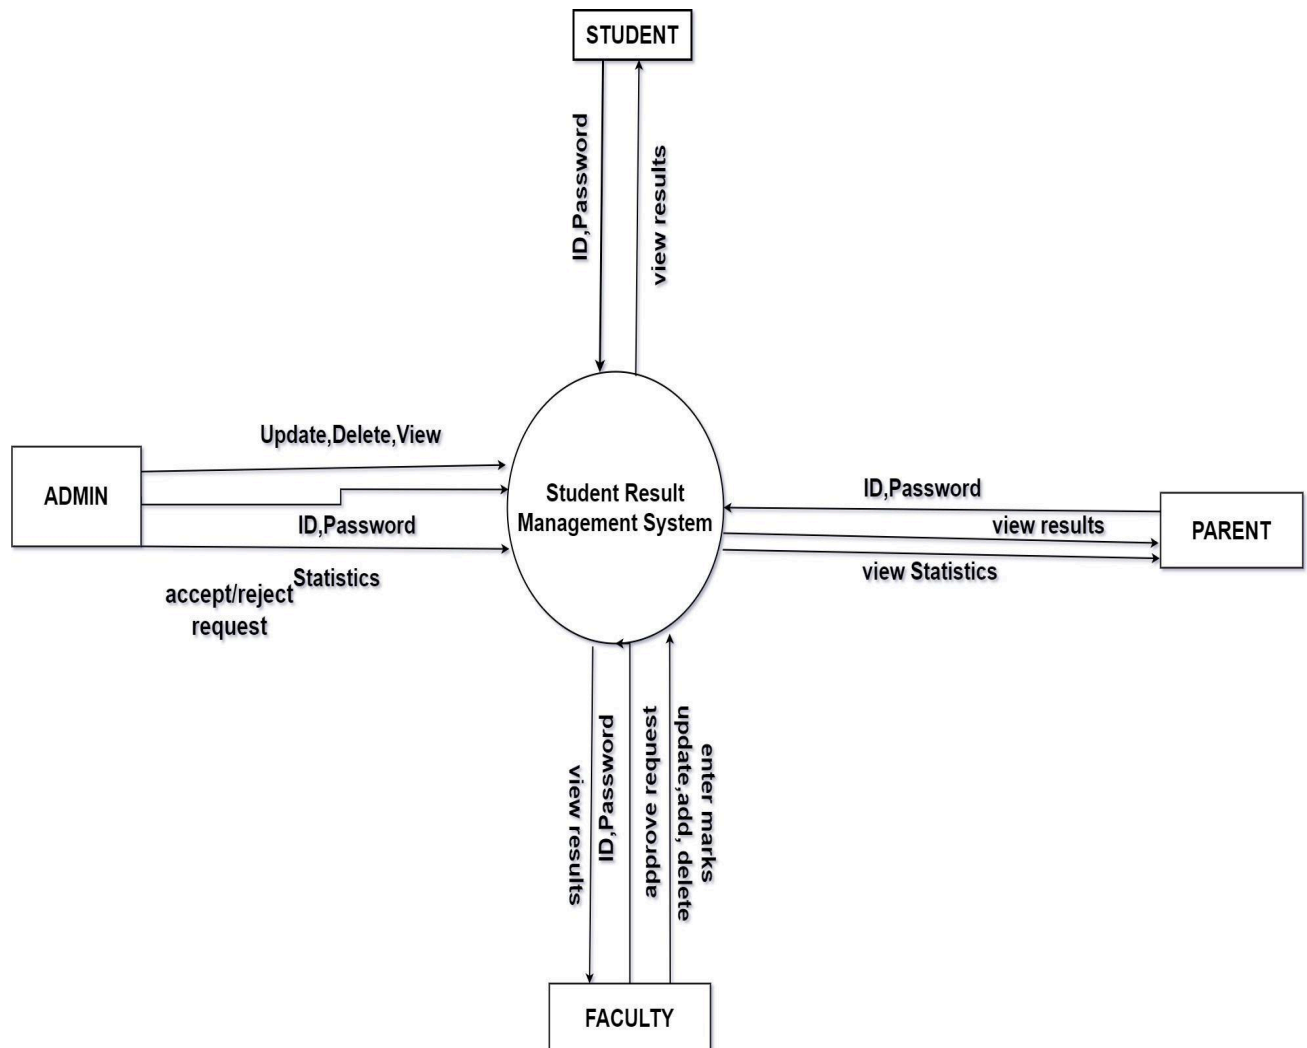 STUDENT
ID,Password
view results
Update,Delete,View
ADMIN
ID,Password
Statistics
accept/reject
request
Student Result
Management System
ID,Password
view results
view Statistics
PARENT
view results
ID,Password
approve request
enter marks
update,add, delete
FACULTY